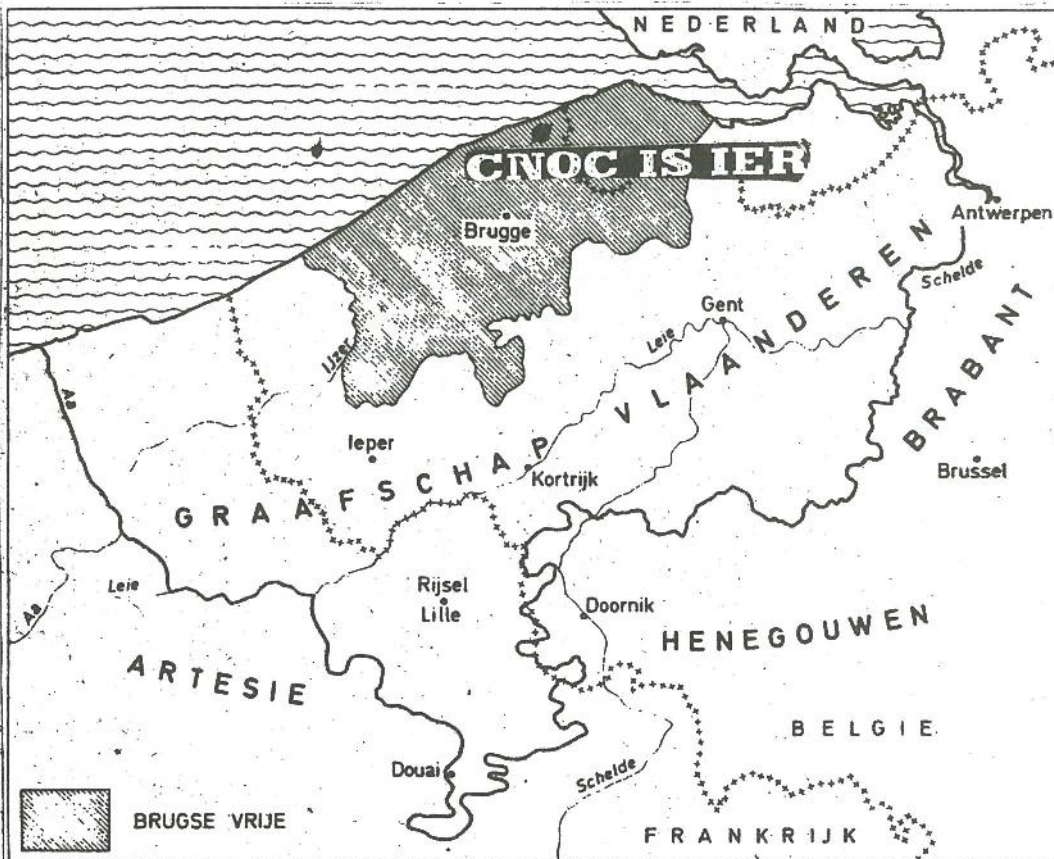 NEDERLAND
CNOC IS IER
Brugge
Antwerpen
Schelde
Gent
Leie
IJzer
Aa
GRAAFSCHAP VLAANDEREN
BRABANT
Ieper
Kortrijk
Brussel
Leie
Aa
Rijsel
Lille
Doornik
HENEGOUWEN
ARTESIE
BELGIE
Douai
Schelde
BRUGSE VRIJE
FRANKRIJK